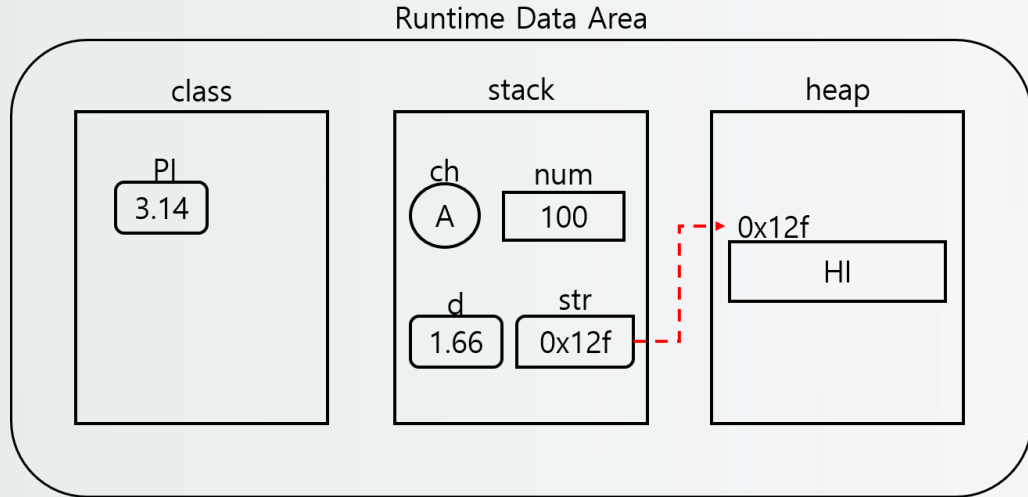 Runtime Data Area
class
stack
heap
PI
3.14
ch
A
num
100
d
1.66
str
0x12f
0x12f
HI